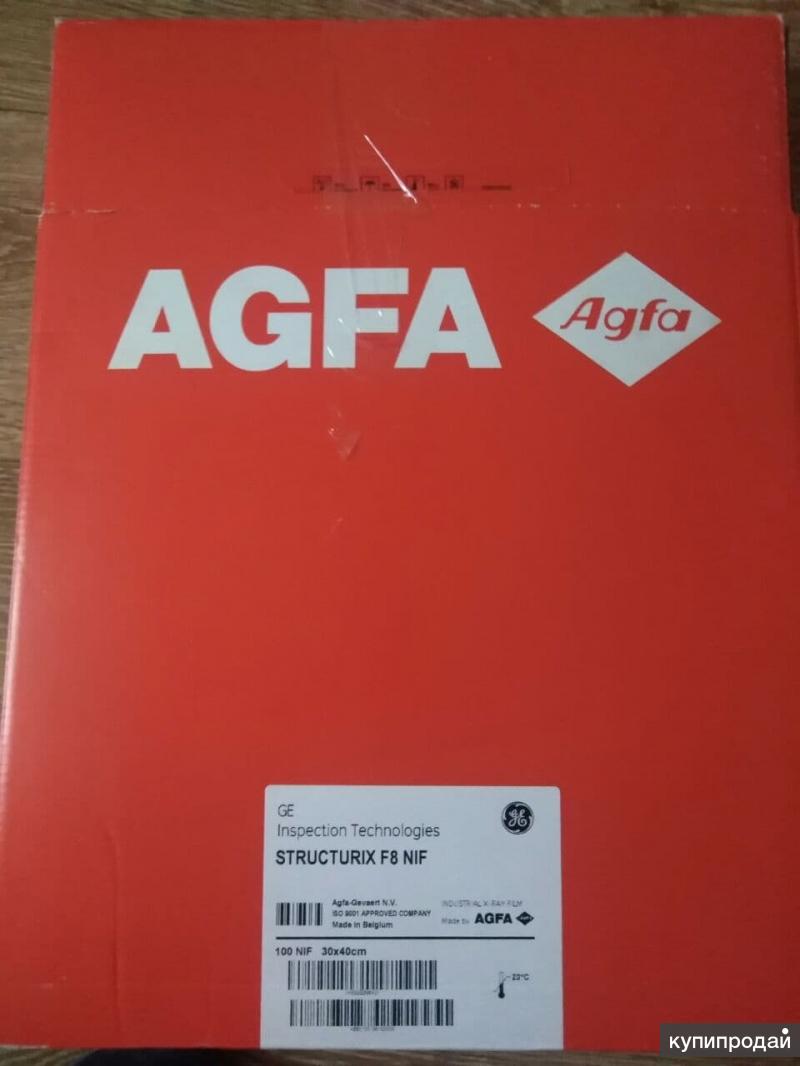 AGFA
Agfa
GE
Inspection Technologies
STRUCTURIX F8 NIF
Agfa-Gevaert N.V.
ISO 9001 APPROVED COMPANY
Made in Belgium
INDUSTRIAL X-RAY FILM
Made by AGFA
100 NIF 30x40cm
20°C
купипродай